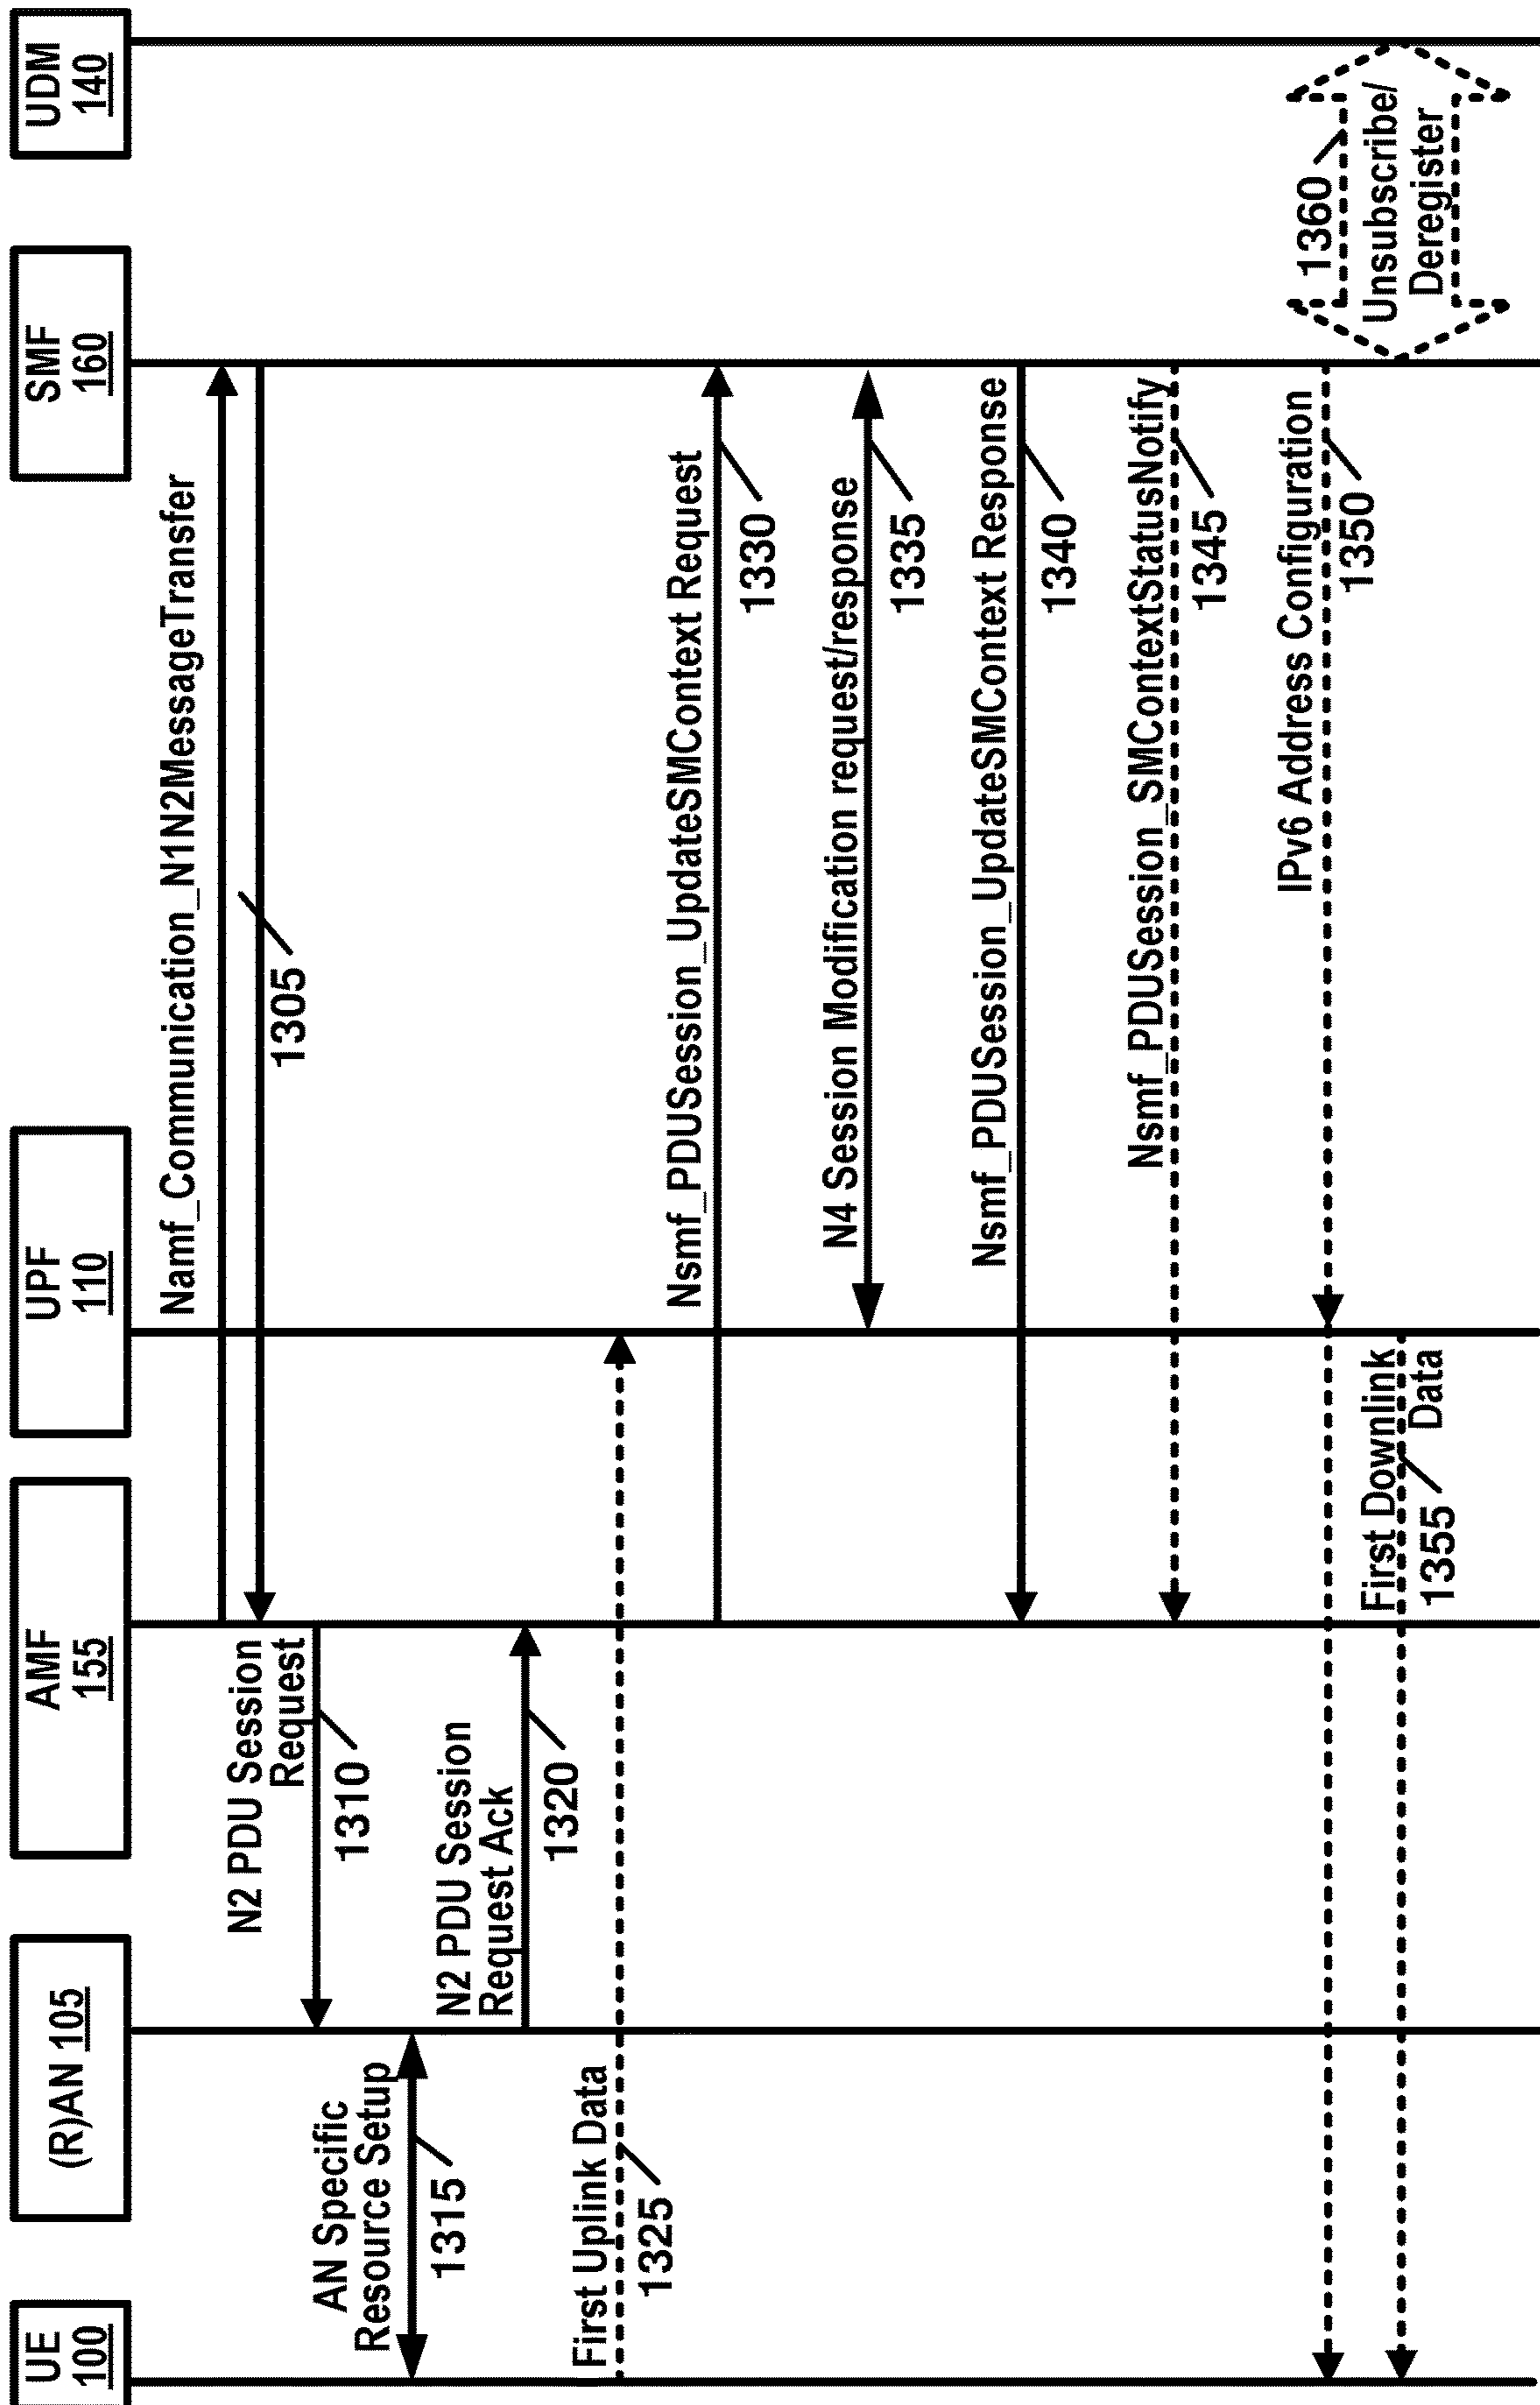 UE
100
(R)AN 105
AMF
155
UPF
110
SMF
160
UDM
140
Namf_Communication_N1N2MessageTransfer
1305
N2 PDU Session
Request
1310
AN Specific
Resource Setup
1315
N2 PDU Session
Request Ack
1320
First Uplink Data
1325
Nsmf_PDUSession_UpdateSMContext Request
1330
N4 Session Modification request/response
1335
Nsmf_PDUSession_UpdateSMContext Response
1340
Nsmf_PDUSession_SMContextStatusNotify
1345
IPv6 Address Configuration
1350
First Downlink
Data
1355
1360
Unsubscribe/
Deregister